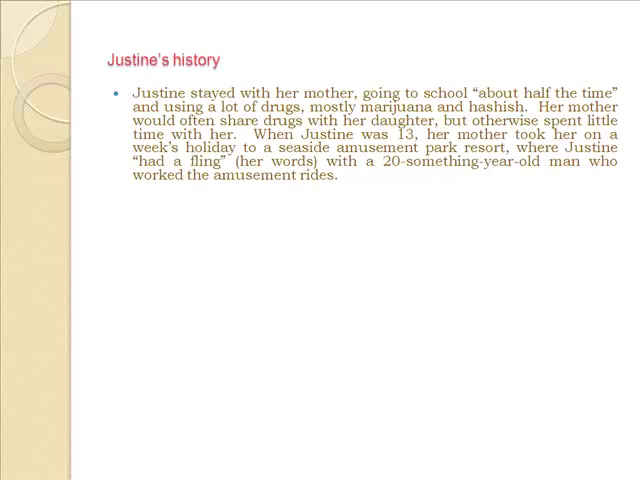 Justine's history
• Justine stayed with her mother, going to school “about half the time”
and using a lot of drugs, mostly marijuana and hashish.  Her mother
would often share drugs with her daughter, but otherwise spent little
time with her.  When Justine was 13, her mother took her on a
week’s holiday to a seaside amusement park resort, where Justine
“had a fling” (her words) with a 20-something-year-old man who
worked the amusement rides.